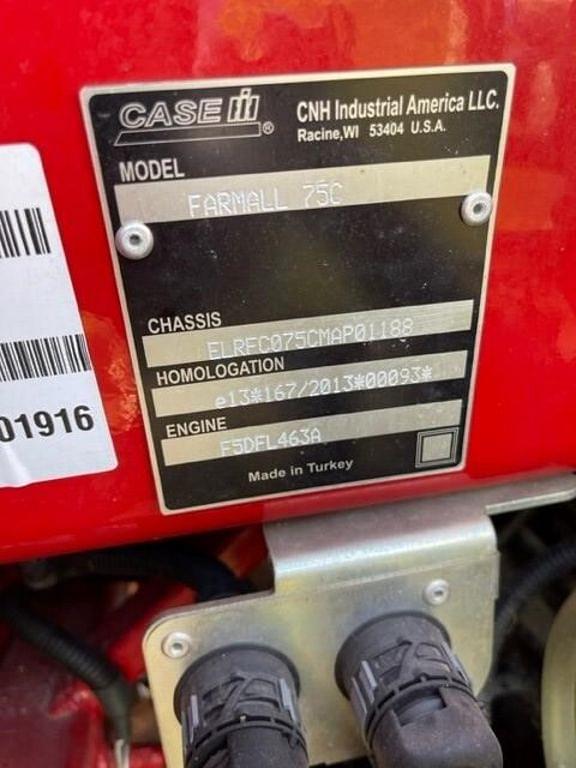 CASE IH ®
CNH Industrial America LLC.
Racine,WI 53404 U.S.A.
MODEL
FARMALL 75C
CHASSIS
ELRFC075CMAP01188
HOMOLOGATION
e13*167/2013*00093*
ENGINE
F5DFL463A
Made in Turkey
01916